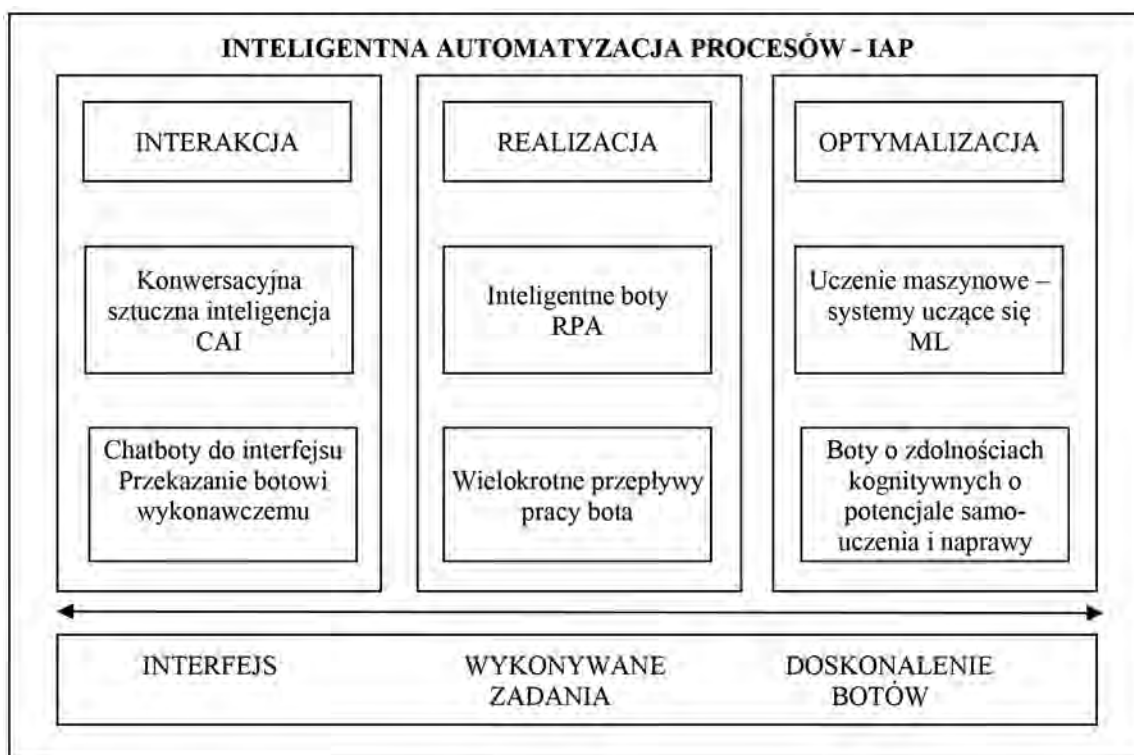 INTELIGENTNA AUTOMATYZACJA PROCESÓW - IAP
INTERAKCJA
Konwersacyjna
sztuczna inteligencja
CAI
Chatboty do interfejsu
Przekazanie botowi
wykonawczemu
REALIZACJA
Inteligentne boty
RPA
Wielokrotne przepływy
pracy bota
OPTYMALIZACJA
Uczenie maszynowe –
systemy uczące się
ML
Boty o zdolnościach
kognitywnych o
potencjale samo-
uczenia i naprawy
INTERFEJS
WYKONYWANE
ZADANIA
DOSKONALENIE
BOTÓW